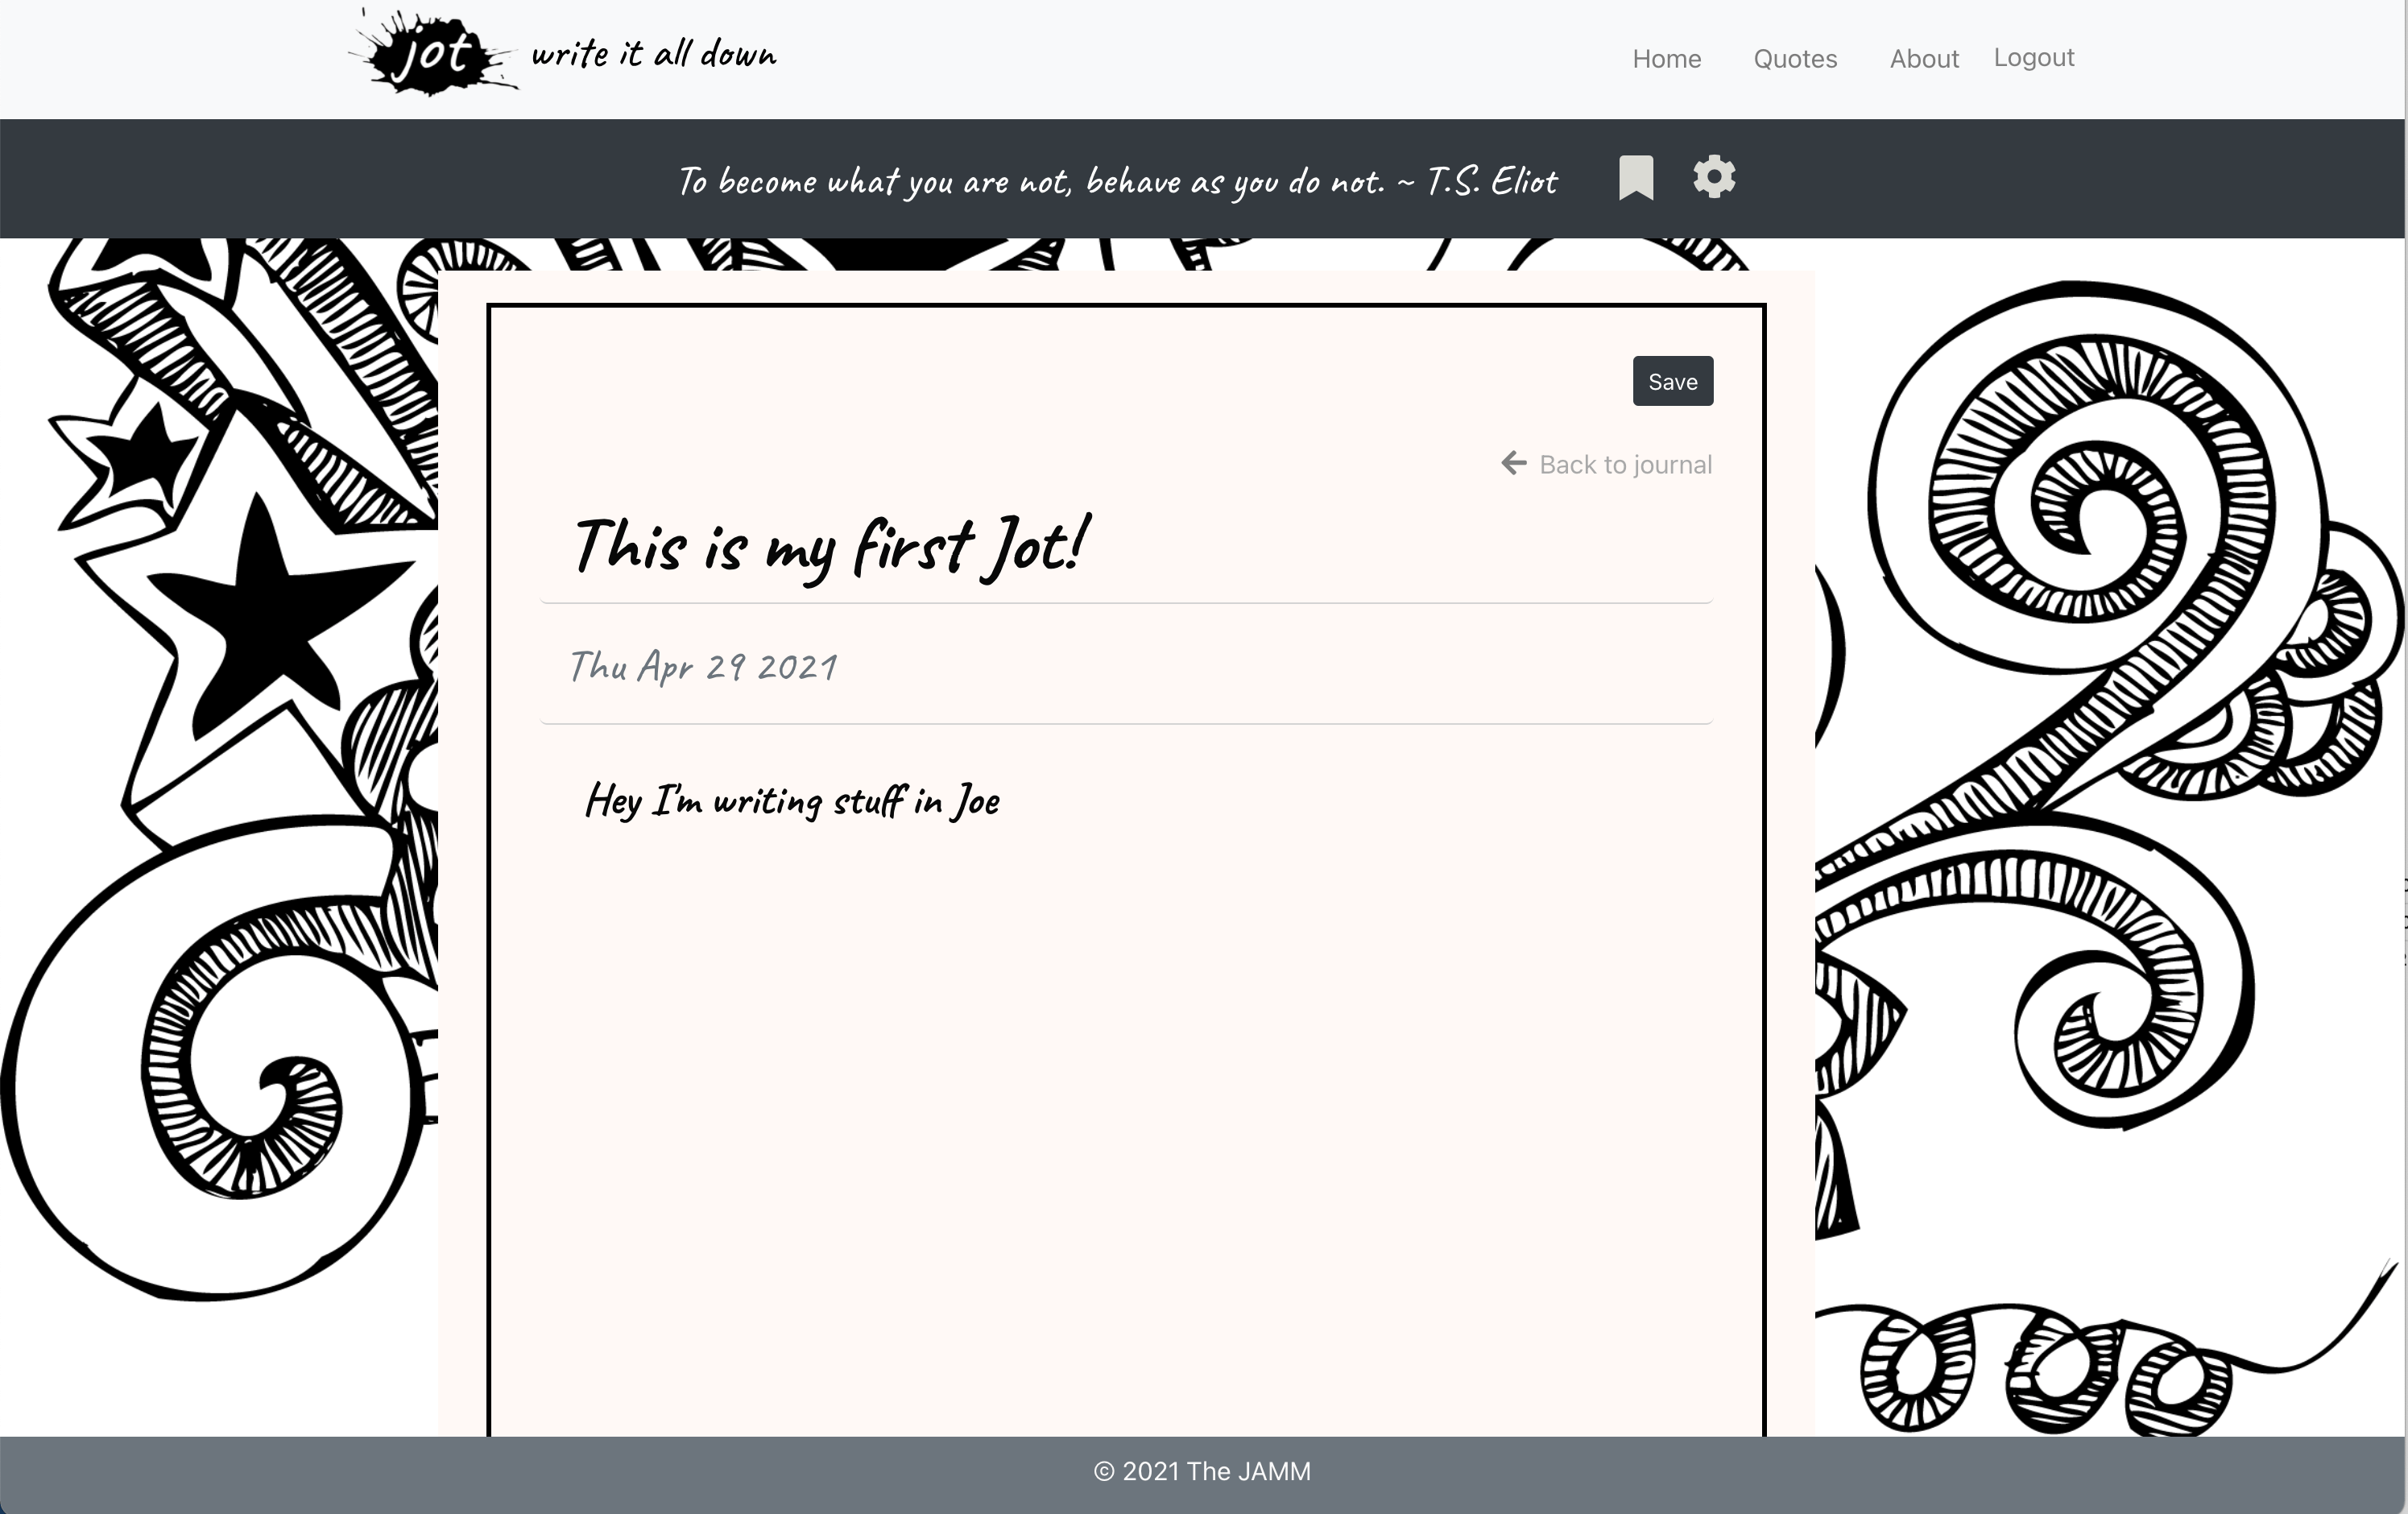 jot write it all down
Home Quotes About Logout
To become what you are not, behave as you do not. ~ T.S. Eliot
Save
Back to journal
This is my first Jot!
Thu Apr 29 2021
Hey I'm writing stuff in Joe
© 2021 The JAMM